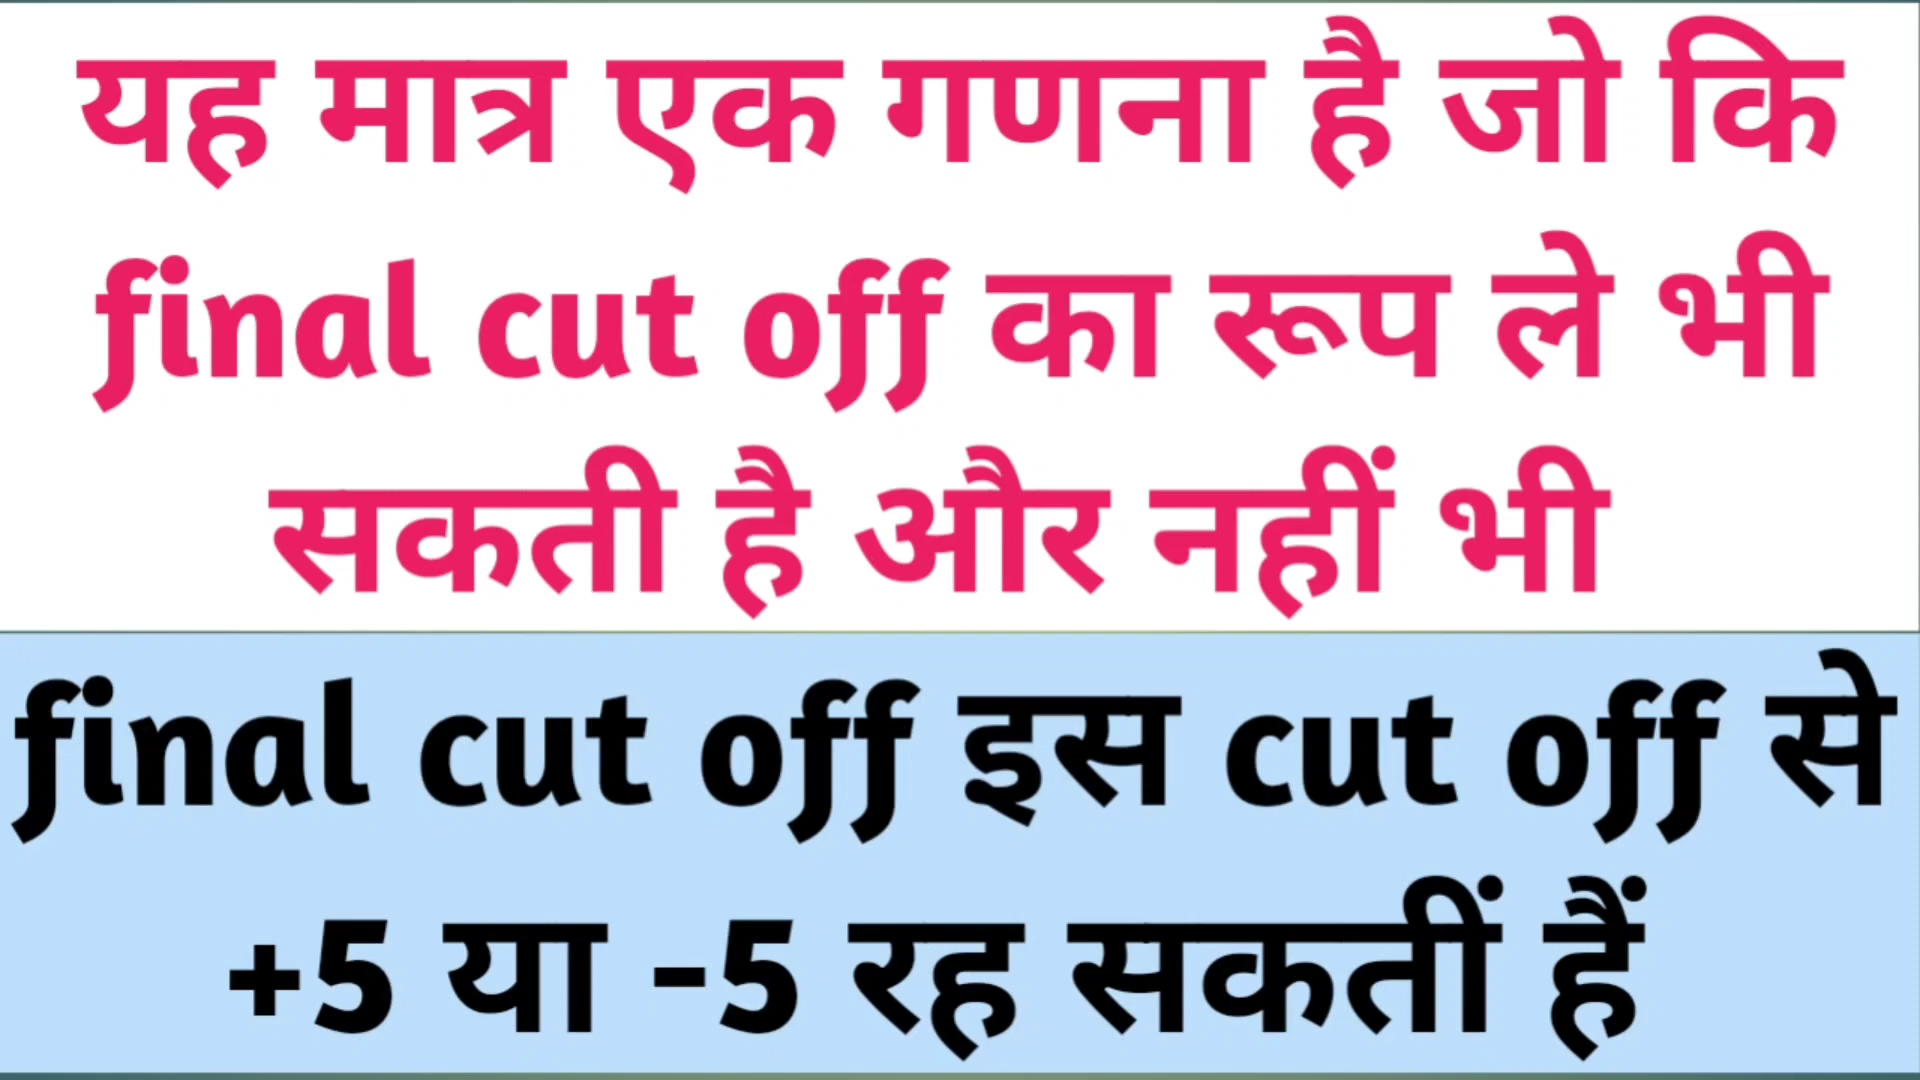 यह मात्र एक गणना है जो कि
final cut off का रूप ले भी
सकती है और नहीं भी
final cut off इस cut off से
+5 या -5 रह सकतीं हैं